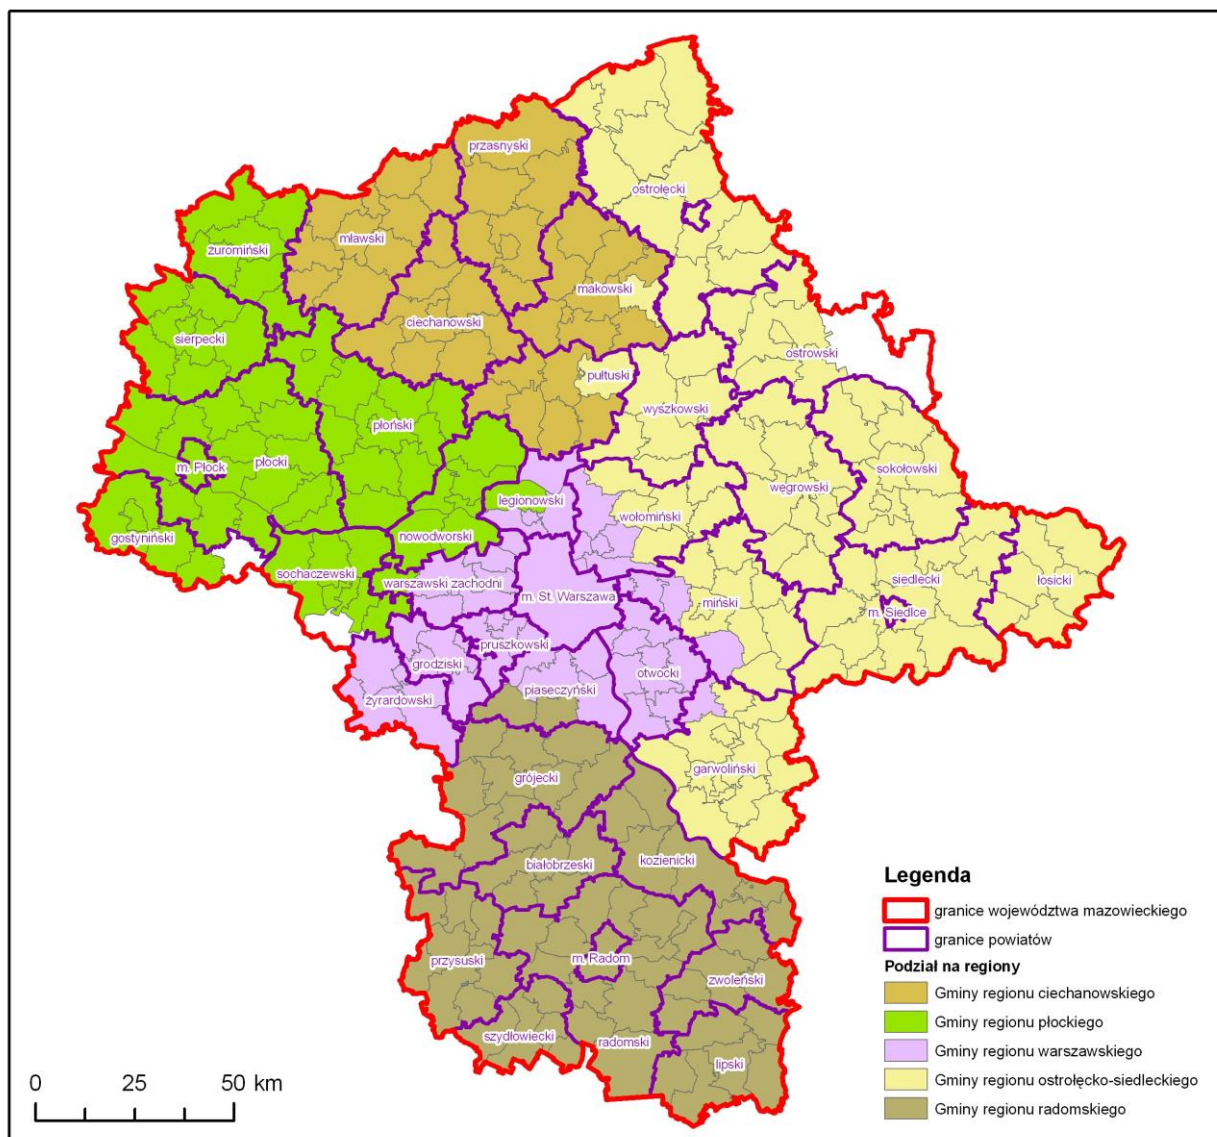 przasnyski
ostrołęcki
mławski
żuromiński
makowski
ciechanowski
sierpecki
ostrowski
pułtuski
wyszkowski
płoński
m. Płock
płocki
sokołowski
węgrowski
legionowski
wołomiński
gostyniński
nowodworski
sochaczewski
warszawski zachodni
siedlecki
łosicki
m. St. Warszawa
miński
m. Siedlce
pruszkowski
grodziski
otwocki
piaseczyński
żyrardowski
garwoliński
grójecki
białobrzeski
kozienicki
przysuski
m. Radom
zwoleński
szydłowiecki
radomski
lipski
Legenda
granice województwa mazowieckiego
granice powiatów
Podział na regiony
Gminy regionu ciechanowskiego
Gminy regionu płockiego
Gminy regionu warszawskiego
Gminy regionu ostrołęcko-siedleckiego
Gminy regionu radomskiego
0 25 50 km